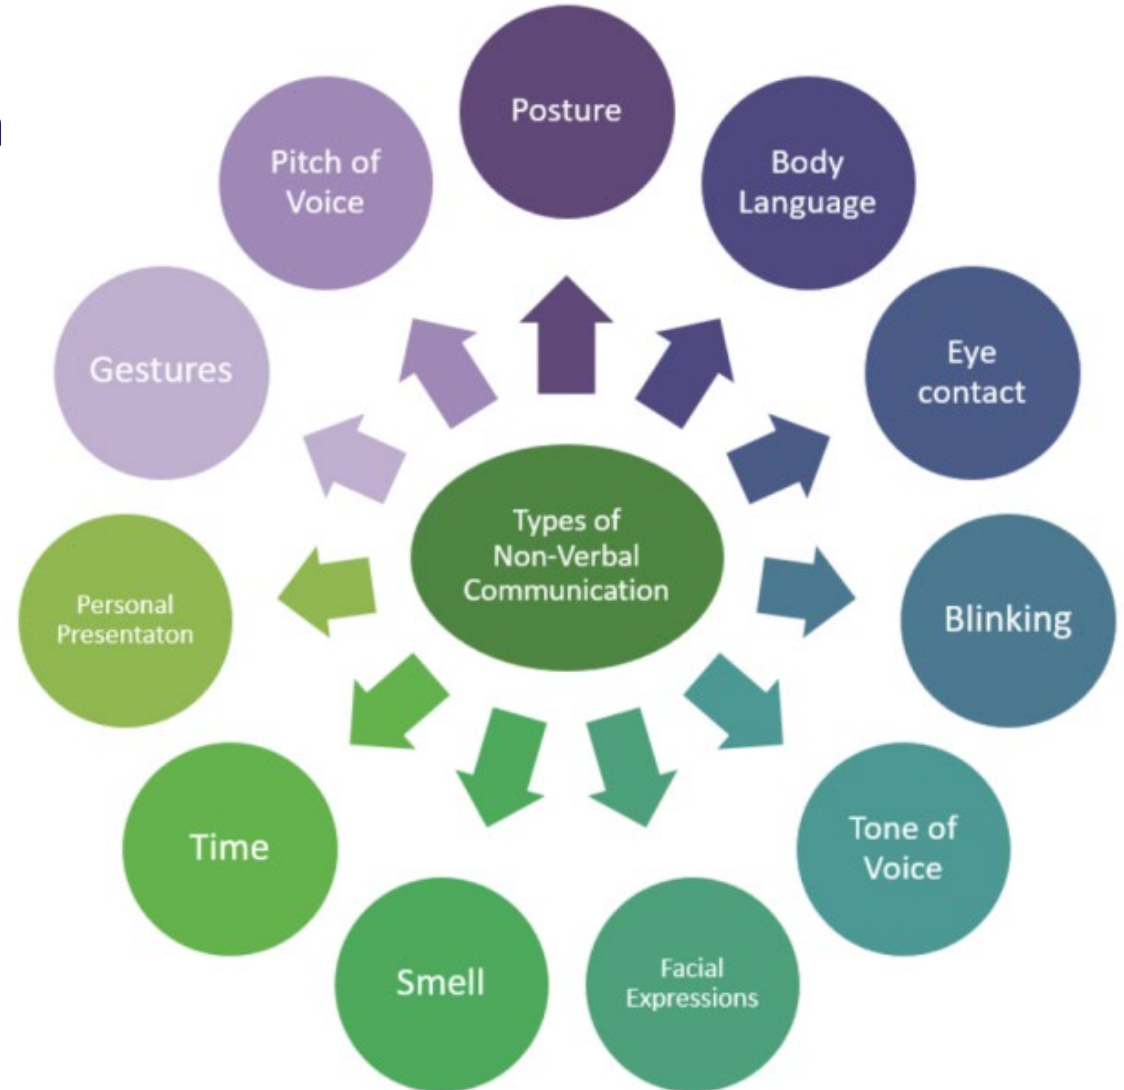 Posture
Body
Language
Eye
contact
Blinking
Tone of
Voice
Facial
Expressions
Smell
Time
Personal
Presentaton
Gestures
Pitch of
Voice
Types of
Non-Verbal
Communication